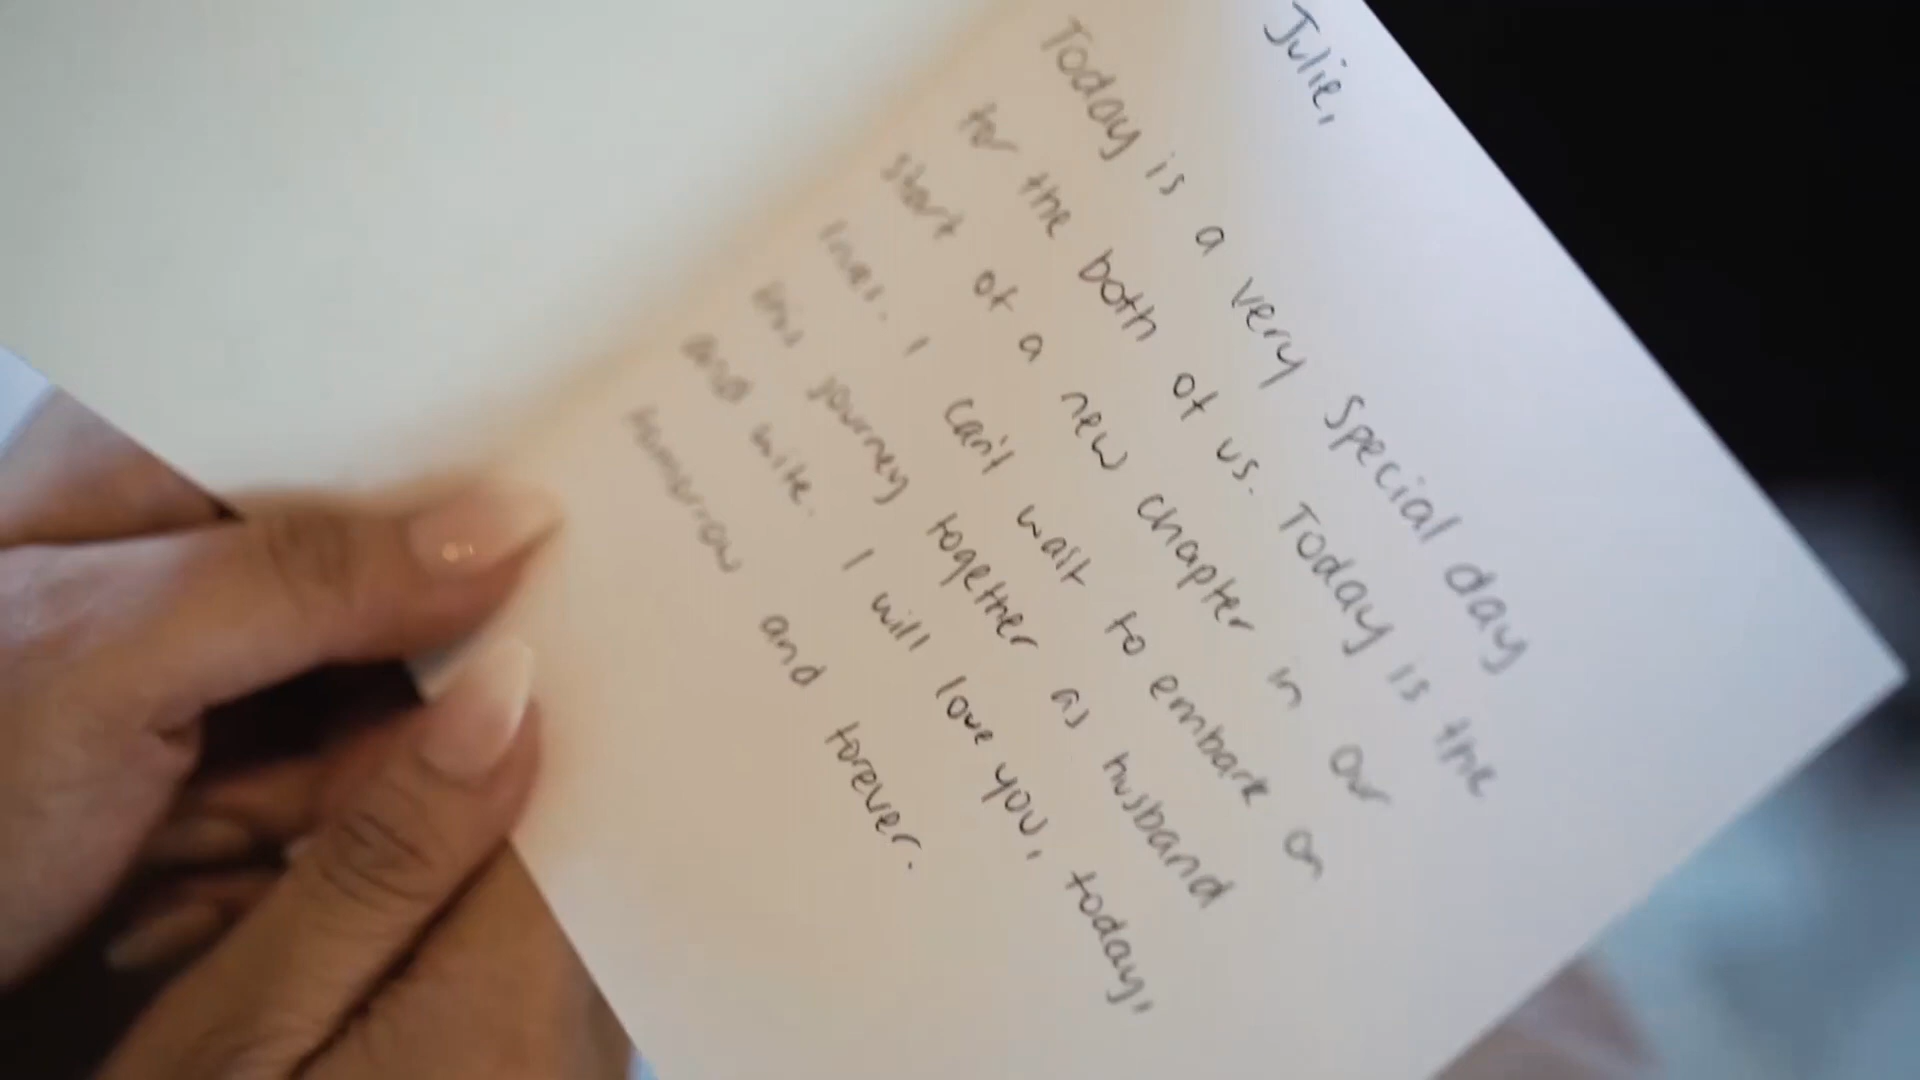 Julie,
Today is a very special day
for the both of us. Today is the
start of a new chapter in our
lives. I can't wait to embark on
this journey together as husband
and wife. I will love you, today,
tomorrow and forever.